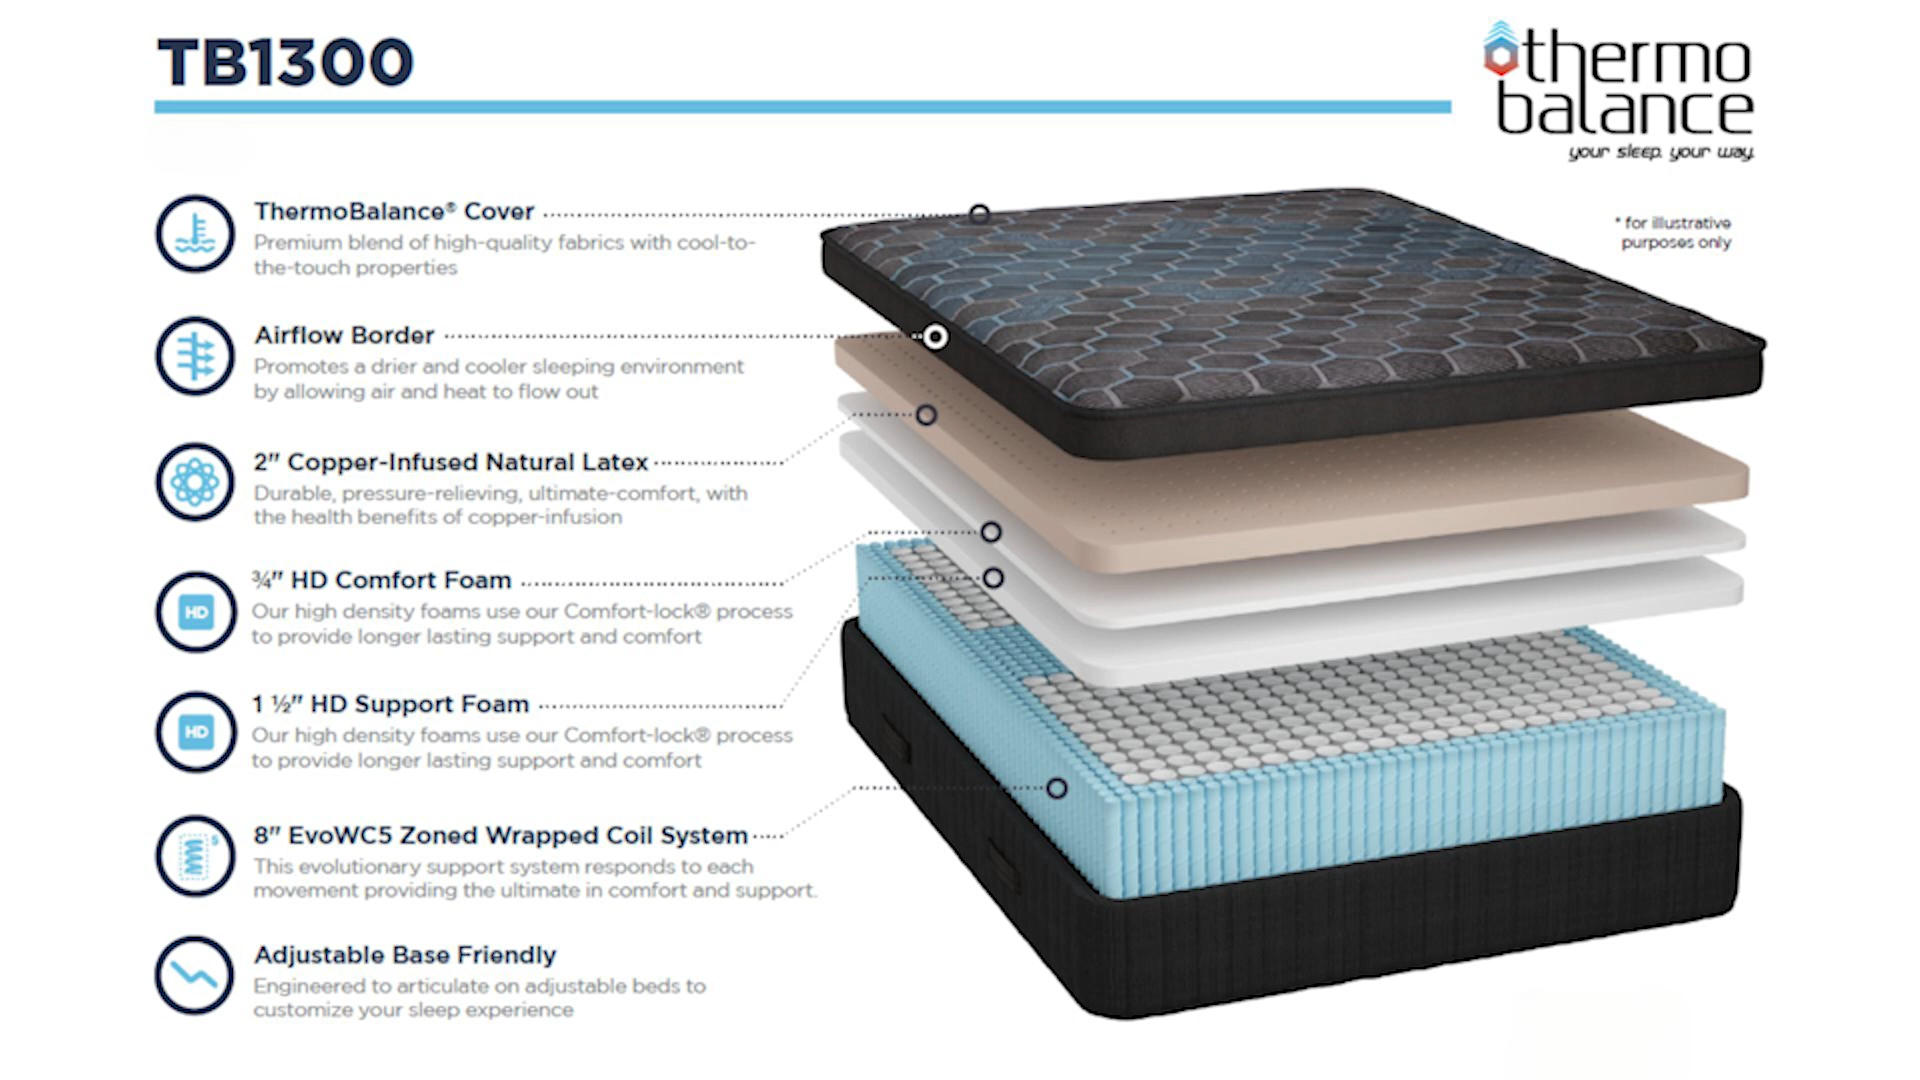 TB1300
thermo
balance
your sleep. your way.
* for illustrative
purposes only
ThermoBalance® Cover
Premium blend of high-quality fabrics with cool-to-
the-touch properties
Airflow Border
Promotes a drier and cooler sleeping environment
by allowing air and heat to flow out
2" Copper-Infused Natural Latex
Durable, pressure-relieving, ultimate-comfort, with
the health benefits of copper-infusion
¾" HD Comfort Foam
HD
Our high density foams use our Comfort-lock® process
to provide longer lasting support and comfort
1 ½" HD Support Foam
HD
Our high density foams use our Comfort-lock® process
to provide longer lasting support and comfort
8" EvoWC5 Zoned Wrapped Coil System
5
This evolutionary support system responds to each
movement providing the ultimate in comfort and support.
Adjustable Base Friendly
Engineered to articulate on adjustable beds to
customize your sleep experience